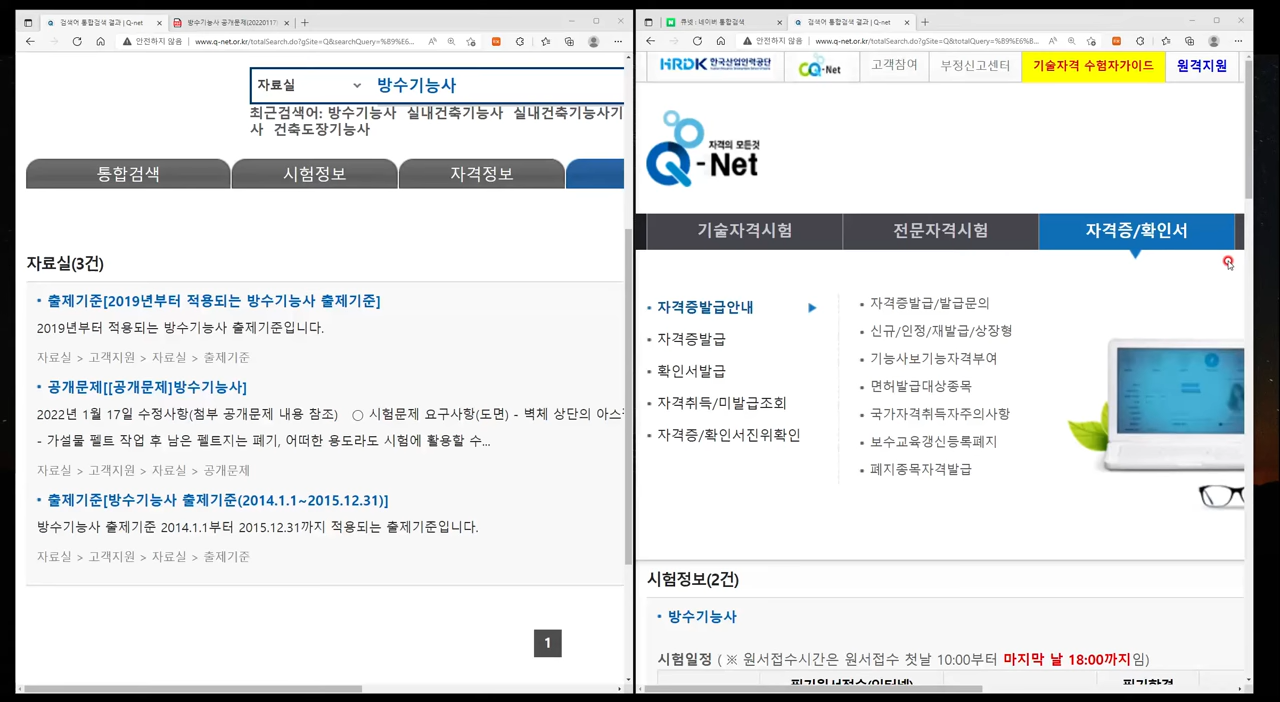 검색어 통합검색 결과 | Q-net
방수기능사 공개문제(2022011
안전하지 않음
www.q-net.or.kr/totalSearch.do?gSite=Q&searchQuery=%89%E6...
자료실
방수기능사
최근검색어: 방수기능사 실내건축기능사 실내건축기능사기
사 건축도장기능사
통합검색
시험정보
자격정보
자료실(3건)
출제기준[2019년부터 적용되는 방수기능사 출제기준]
2019년부터 적용되는 방수기능사 출제기준입니다.
자료실 > 고객지원 > 자료실 > 출제기준
공개문제[[공개문제]방수기능사]
2022년 1월 17일 수정사항(첨부 공개문제 내용 참조) ○ 시험문제 요구사항(도면) - 벽체 상단의 아스
- 가설물 펠트 작업 후 남은 펠트지는 폐기, 어떠한 용도라도 시험에 활용할 수...
자료실 > 고객지원 > 자료실 > 공개문제
출제기준[방수기능사 출제기준(2014.1.1~2015.12.31)]
방수기능사 출제기준 2014.1.1부터 2015.12.31까지 적용되는 출제기준입니다.
자료실 > 고객지원 > 자료실 > 출제기준
1
큐넷 : 네이버 통합검색
검색어 통합검색 결과 | Q-net
안전하지 않음
www.q-net.or.kr/totalSearch.do?gSite=Q&totalQuery=%89%E6%B...
HRDK 한국산업인력공단
Q-Net
고객참여
부정신고센터
기술자격 수험자가이드
원격지원
자격의 모든것
Q-Net
기술자격시험
전문자격시험
자격증/확인서
자격증발급안내
자격증발급
확인서발급
자격취득/미발급조회
자격증/확인서진위확인
자격증발급/발급문의
신규/인정/재발급/상장형
기능사보기능자격부여
면허발급대상종목
국가자격취득자주의사항
보수교육갱신등록폐지
폐지종목자격발급
시험정보(2건)
방수기능사
시험일정 ( ※ 원서접수시간은 원서접수 첫날 10:00부터 마지막 날 18:00까지임)
필기원서접수(인터넷)
필기합격